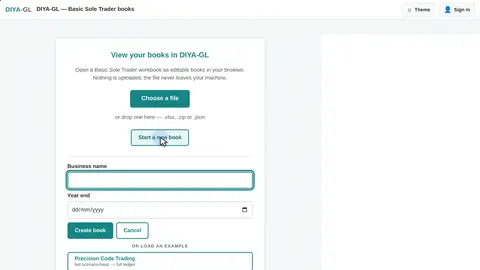 DIYA-GL DIYA-GL — Basic Sole Trader books
Theme
Sign in
View your books in DIYA-GL
Open a Basic Sole Trader workbook as editable books in your browser.
Nothing is uploaded, the file never leaves your machine.
Choose a file
or drop one here — .xlsx, .zip or .json
Start a new book
Business name
Year end
dd/mm/yyyy
Create book
Cancel
OR LOAD AN EXAMPLE
Precision Code Trading
→ full ledger